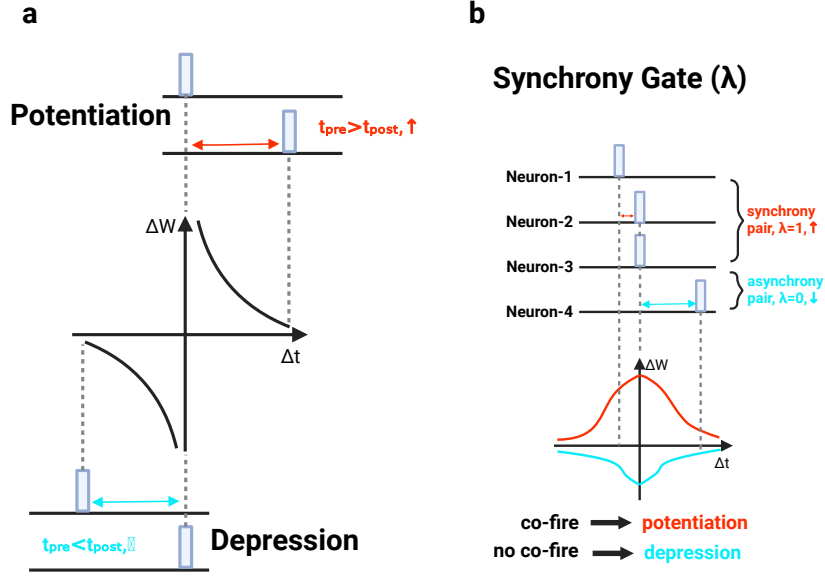 a
Potentiation
tpre>tpost,↑
ΔW
Δt
tpre<tpost,
Depression
b
Synchrony Gate (λ)
Neuron-1
Neuron-2
Neuron-3
Neuron-4
synchrony
pair, λ=1,↑
asynchrony
pair, λ=0,↓
ΔW
Δt
co-fire → potentiation
no co-fire → depression